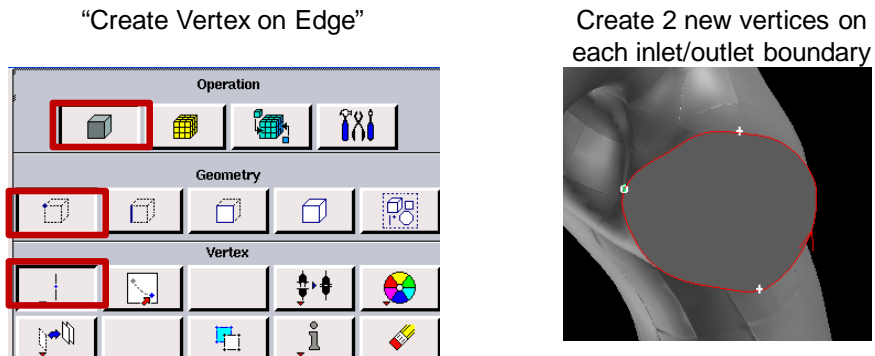 “Create Vertex on Edge”
Create 2 new vertices on
each inlet/outlet boundary
Operation
Geometry
Vertex